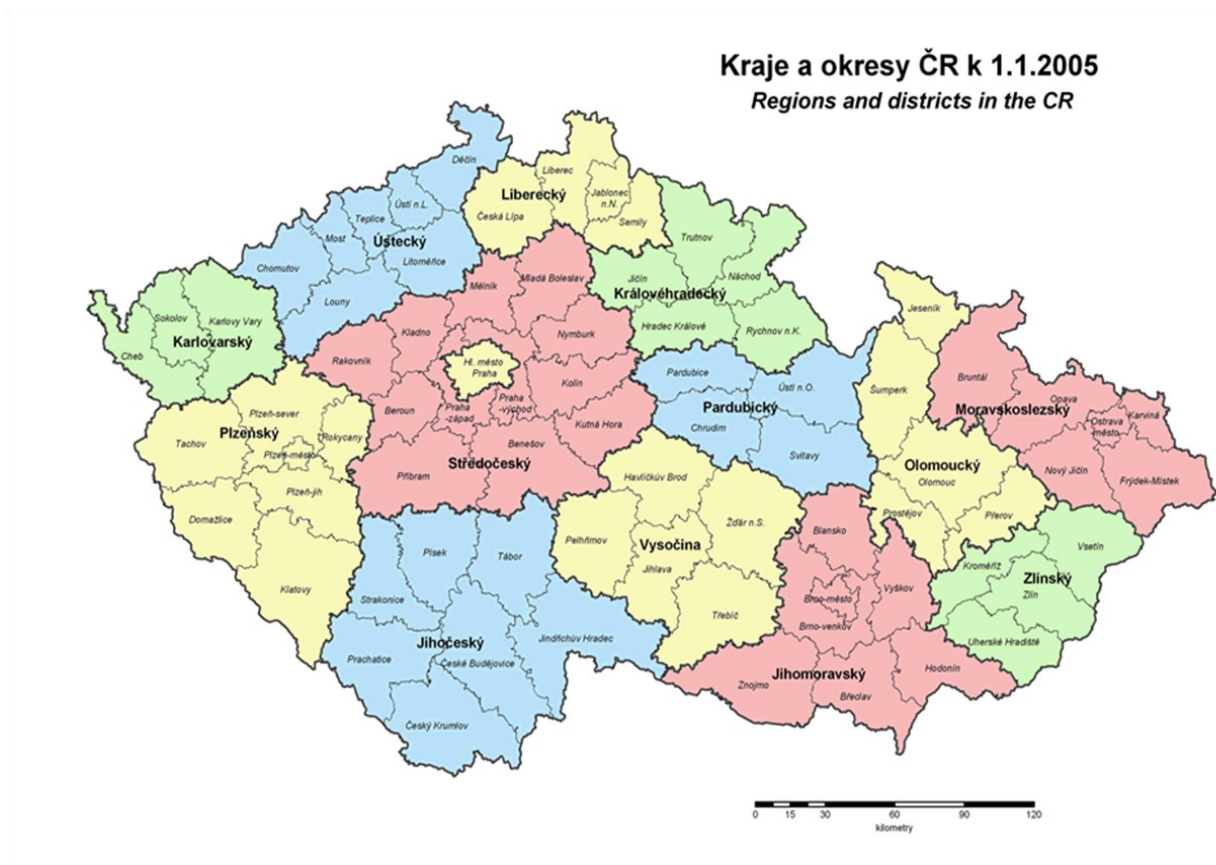 Kraje a okresy ČR k 1.1.2005
Regions and districts in the CR
Děčín
Liberec
Liberecký
Jablonec
n.N.
Česká Lípa
Semily
Ústí n.L.
Teplice
Most
Ústecký
Litoměřice
Chomutov
Louny
Trutnov
Jičín
Náchod
Královéhradecký
Hradec Králové
Rychnov n.K.
Mělník
Mladá Boleslav
Kladno
Nymburk
Rakovník
Hl. město
Praha
Kolín
Beroun
Praha
-západ
Praha
-východ
Kutná Hora
Benešov
Středočeský
Příbram
Sokolov
Karlovy Vary
Karlovarský
Cheb
Plzeň-sever
Plzeňský
Rokycany
Tachov
Plzeň-město
Plzeň-jih
Domažlice
Klatovy
Pardubice
Ústí n.O.
Pardubický
Chrudim
Svitavy
Jeseník
Šumperk
Olomoucký
Olomouc
Prostějov
Přerov
Bruntál
Opava
Moravskoslezský
Karviná
Ostrava
-město
Nový Jičín
Frýdek-Místek
Havlíčkův Brod
Žďár n.S.
Pelhřimov
Vysočina
Jihlava
Třebíč
Písek
Tábor
Strakonice
Jihočeský
Jindřichův Hradec
Prachatice
České Budějovice
Český Krumlov
Blansko
Brno-město
Vyškov
Brno-venkov
Jihomoravský
Znojmo
Hodonín
Břeclav
Vsetín
Kroměříž
Zlínský
Zlín
Uherské Hradiště
0 15 30 60 90 120
kilometry